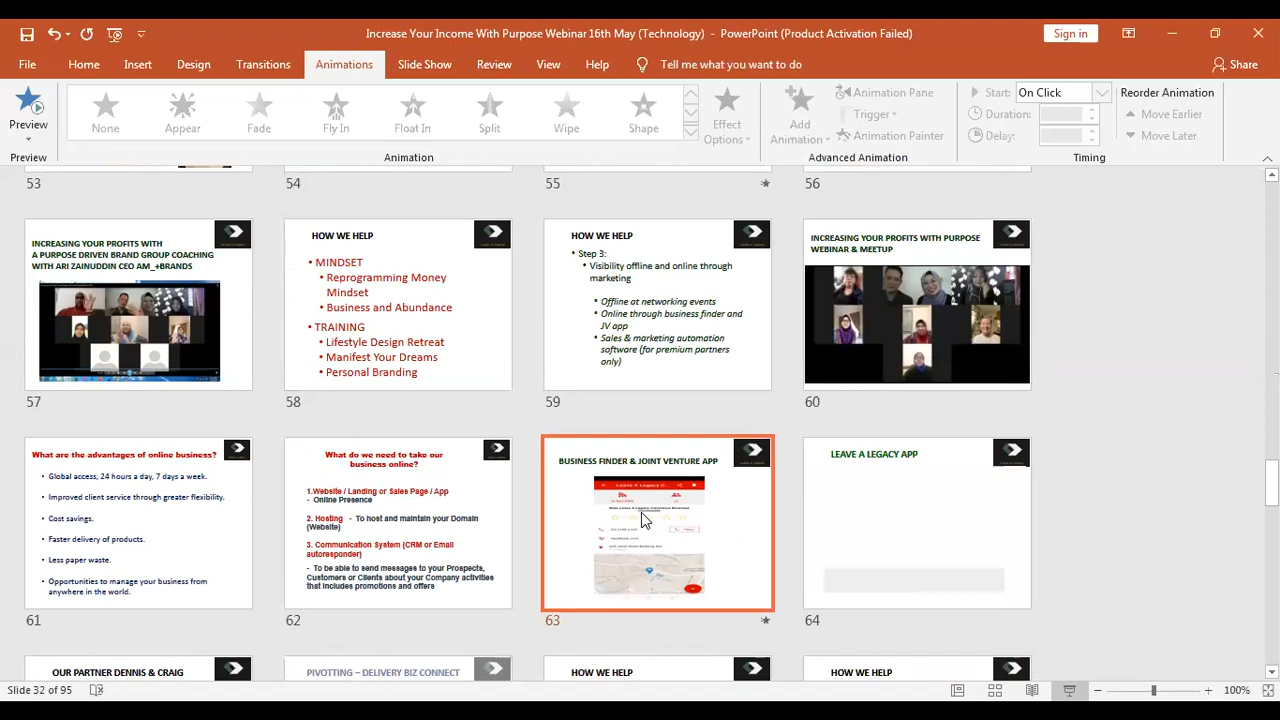 Increase Your Income With Purpose Webinar 16th May (Technology) - PowerPoint (Product Activation Failed)
Sign in
File Home Insert Design Transitions Animations Slide Show Review View Help Tell me what you want to do Share
Preview None Appear Fade Fly In Float In Split Wipe Shape Effect Options Add Animation
Animation Pane
Trigger
Animation Painter
Start: On Click
Duration:
Delay:
Reorder Animation
Move Earlier
Move Later
Preview Animation Advanced Animation Timing
53 54 55 56
INCREASING YOUR PROFITS WITH
A PURPOSE DRIVEN BRAND GROUP COACHING
WITH ARI ZAINUDDIN CEO AM_+BRANDS
57
HOW WE HELP
• MINDSET
• Reprogramming Money
Mindset
• Business and Abundance
• TRAINING
• Lifestyle Design Retreat
• Manifest Your Dreams
• Personal Branding
58
HOW WE HELP
• Step 3:
• Visibility offline and online through
marketing
• Offline at networking events
• Online through business finder and
JV app
• Sales & marketing automation
software (for premium partners
only)
59
INCREASING YOUR PROFITS WITH PURPOSE
WEBINAR & MEETUP
60
What are the advantages of online business?
• Global access, 24 hours a day, 7 days a week.
• Improved client service through greater flexibility.
• Cost savings.
• Faster delivery of products.
• Less paper waste.
• Opportunities to manage your business from
anywhere in the world.
61
What do we need to take our
business online?
1.Website / Landing or Sales Page / App
- Online Presence
2. Hosting - To host and maintain your Domain
(Website)
3. Communication System (CRM or Email
autoresponder)
- To be able to send messages to your Prospects,
Customers or Clients about your Company activities
that includes promotions and offers
62
BUSINESS FINDER & JOINT VENTURE APP
Leave A Legacy
63
LEAVE A LEGACY APP
64
OUR PARTNER DENNIS & CRAIG
PIVOTTING – DELIVERY BIZ CONNECT
HOW WE HELP
HOW WE HELP
Slide 32 of 95
100%